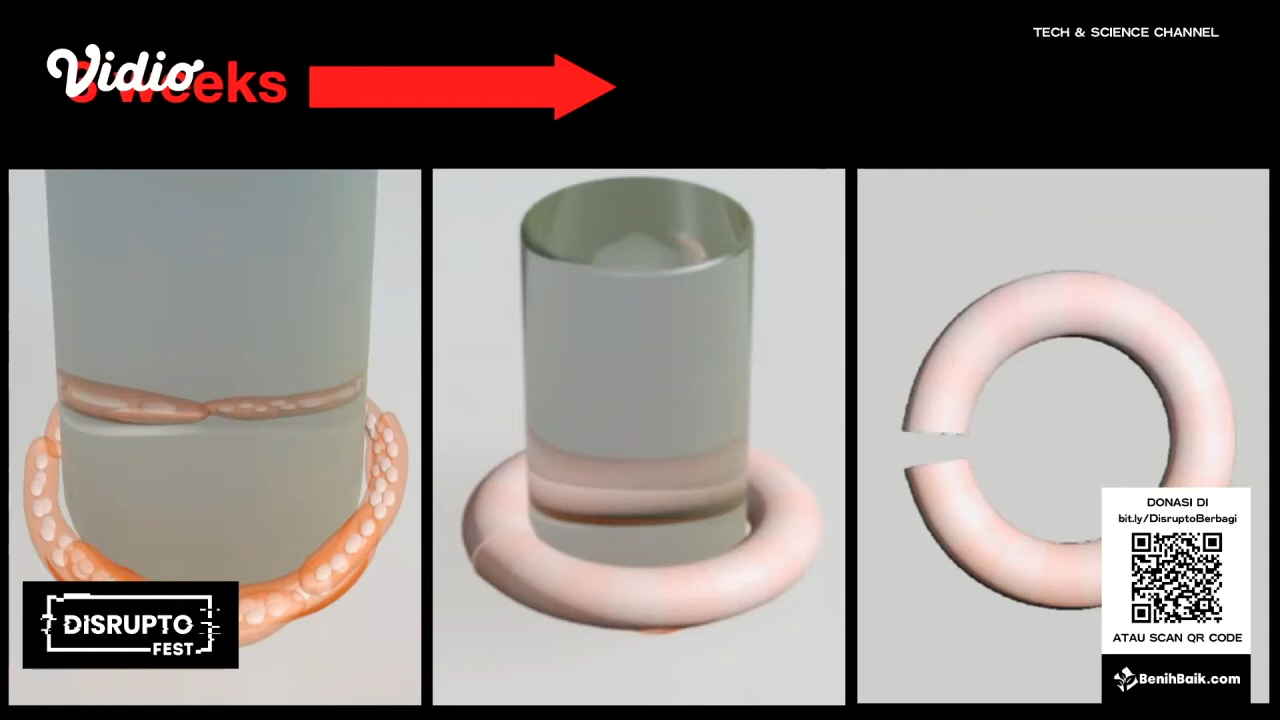 TECH & SCIENCE CHANNEL
Vidio
DiSRUPTO
FEST
DONASI DI
bit.ly/DisruptoBerbagi
ATAU SCAN QR CODE
BenihBaik.com